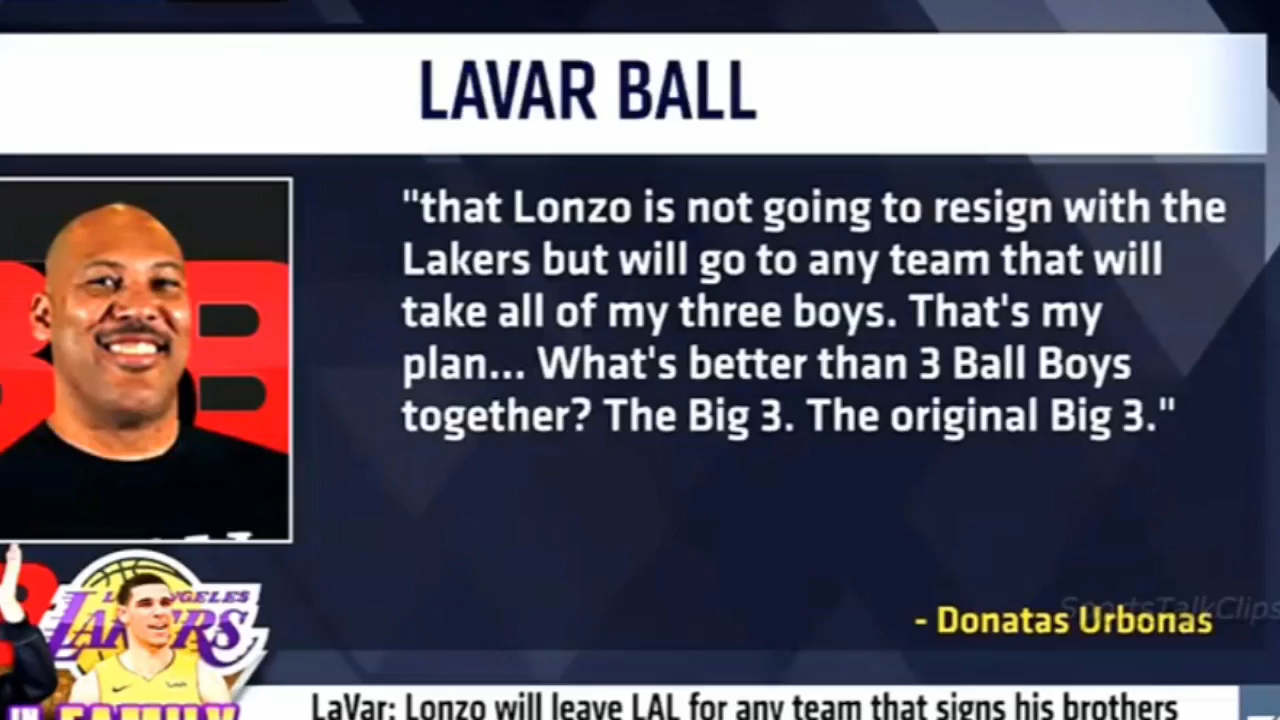 LAVAR BALL
"that Lonzo is not going to resign with the
Lakers but will go to any team that will
take all of my three boys. That's my
plan... What's better than 3 Ball Boys
together? The Big 3. The original Big 3."
- Donatas Urbonas
SportsTalkClips
LAKERS
FAMILY
LaVar: Lonzo will leave LAL for any team that signs his brothers